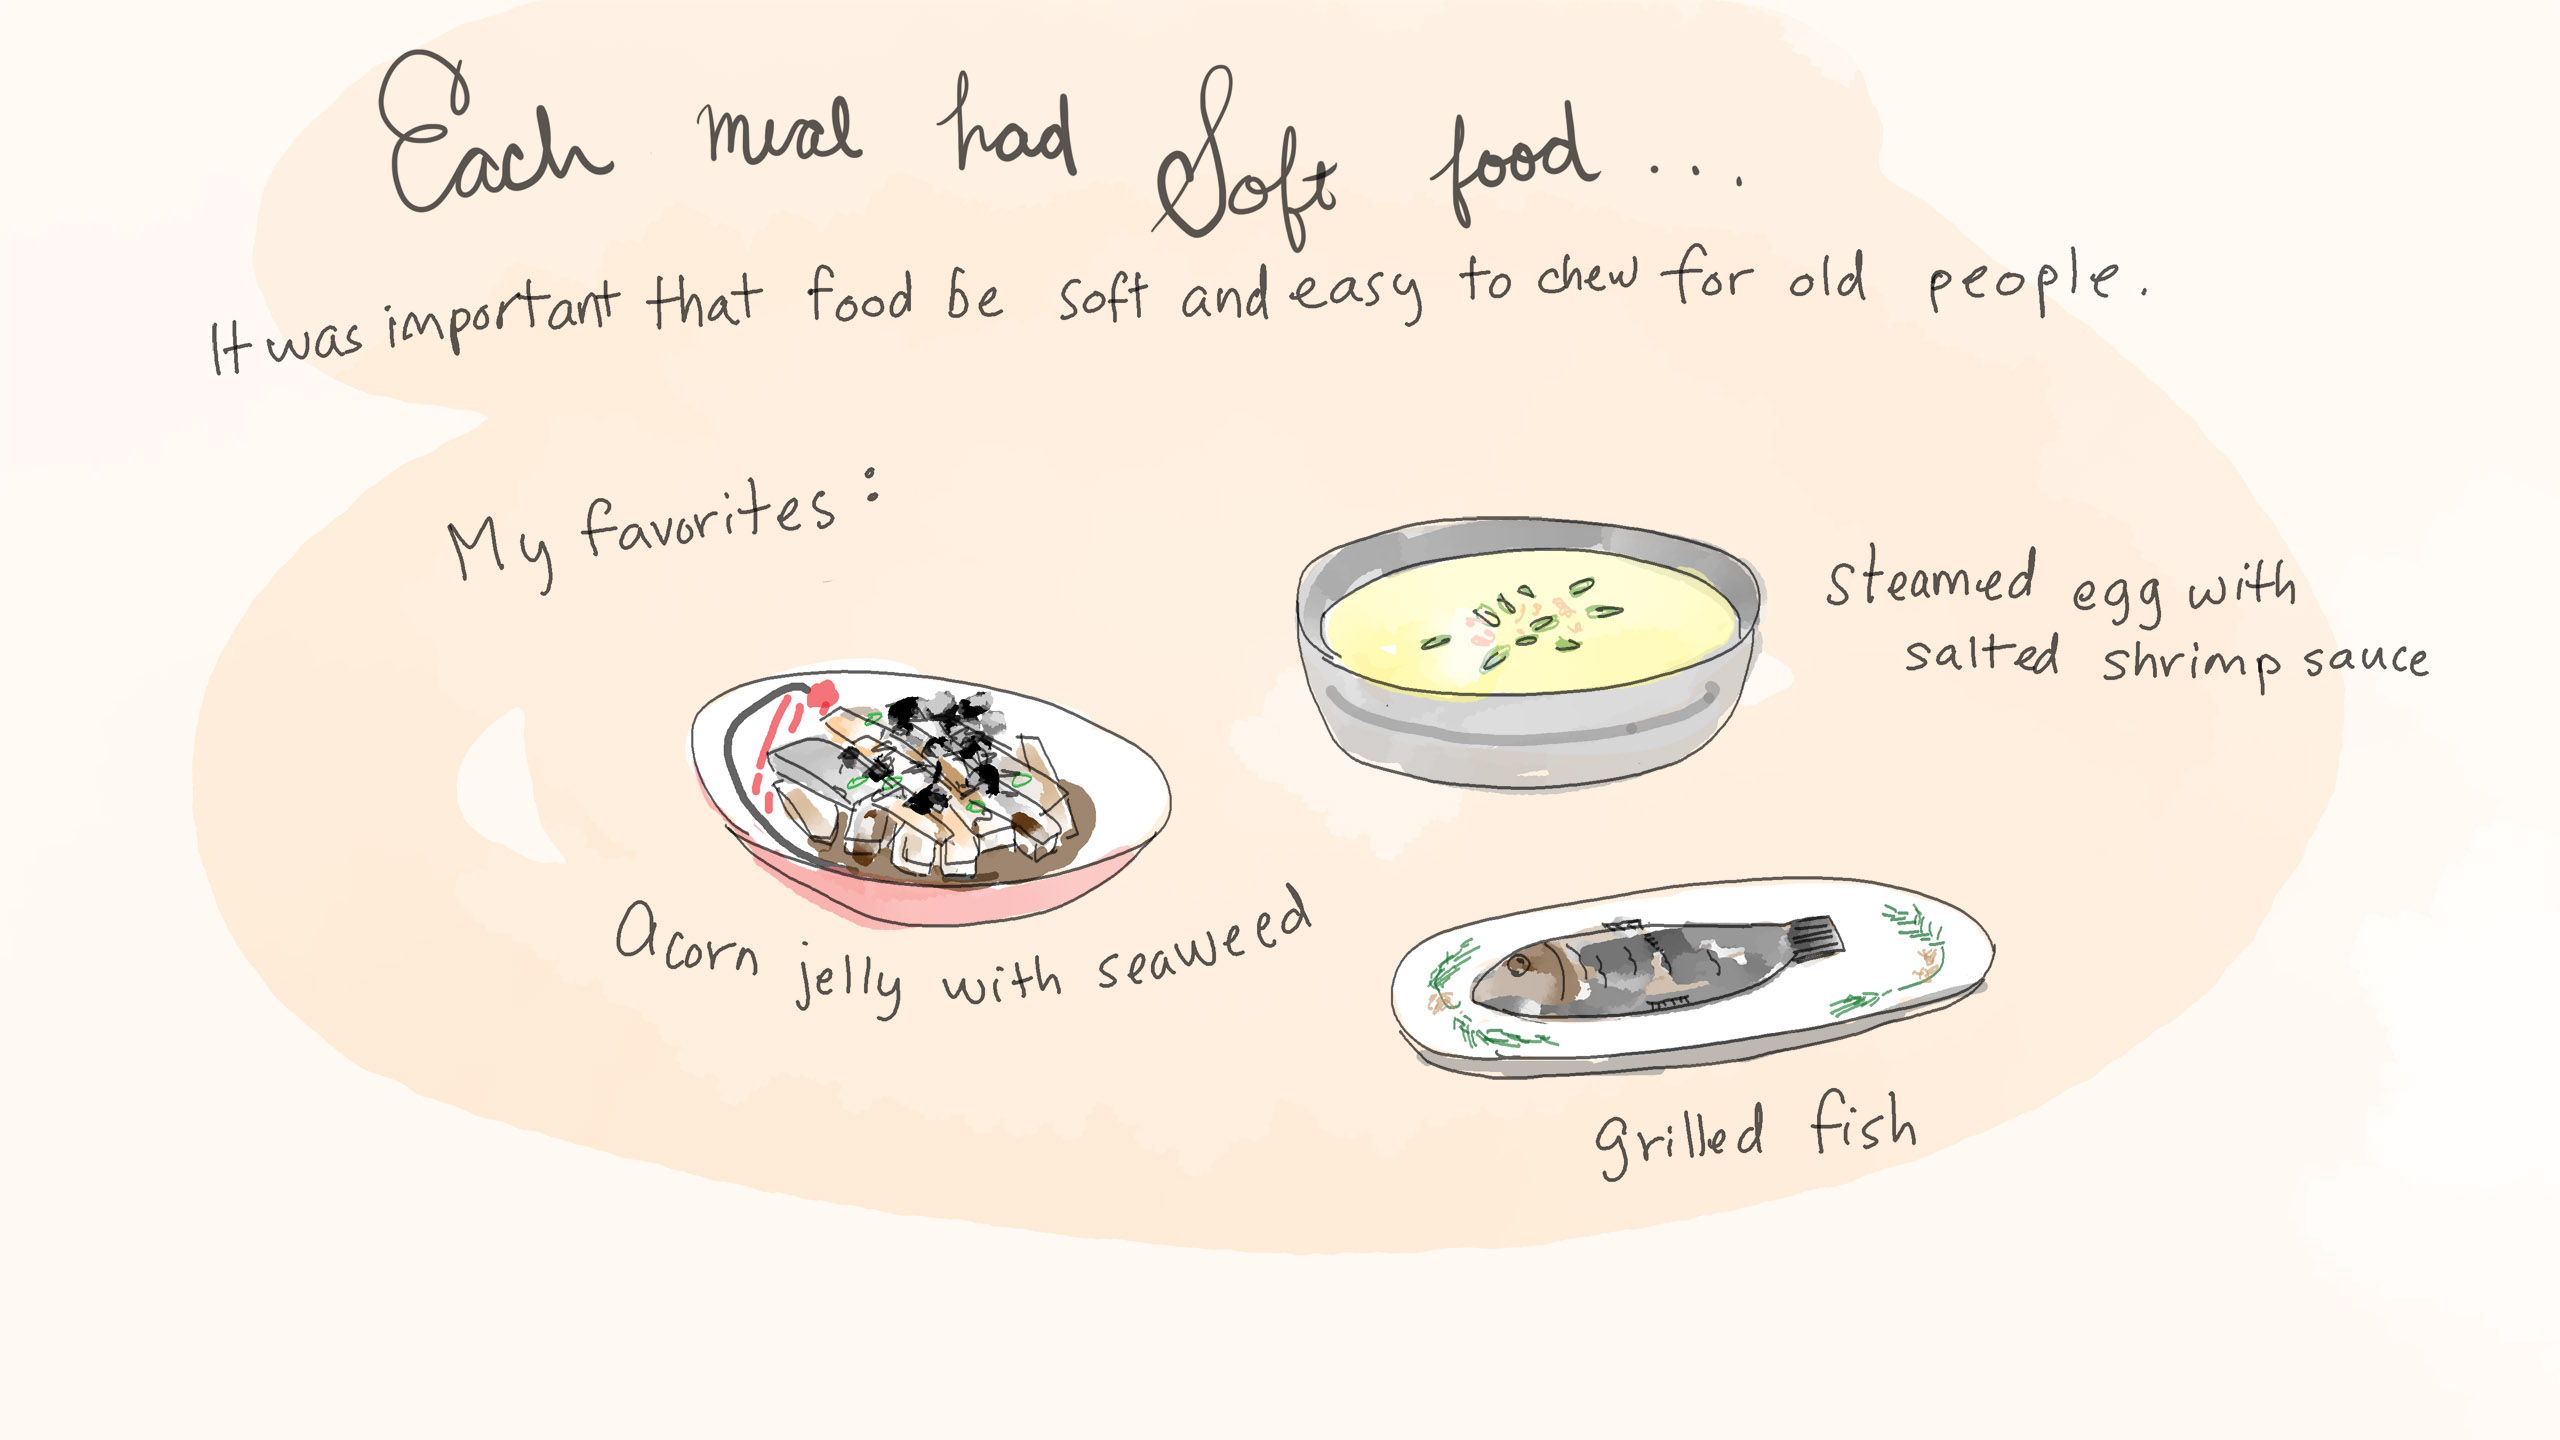 Each meal had Soft food...
It was important that food be soft and easy to chew for old people.
My favorites:
steamed egg with
salted shrimp sauce
Acorn jelly with seaweed
grilled fish